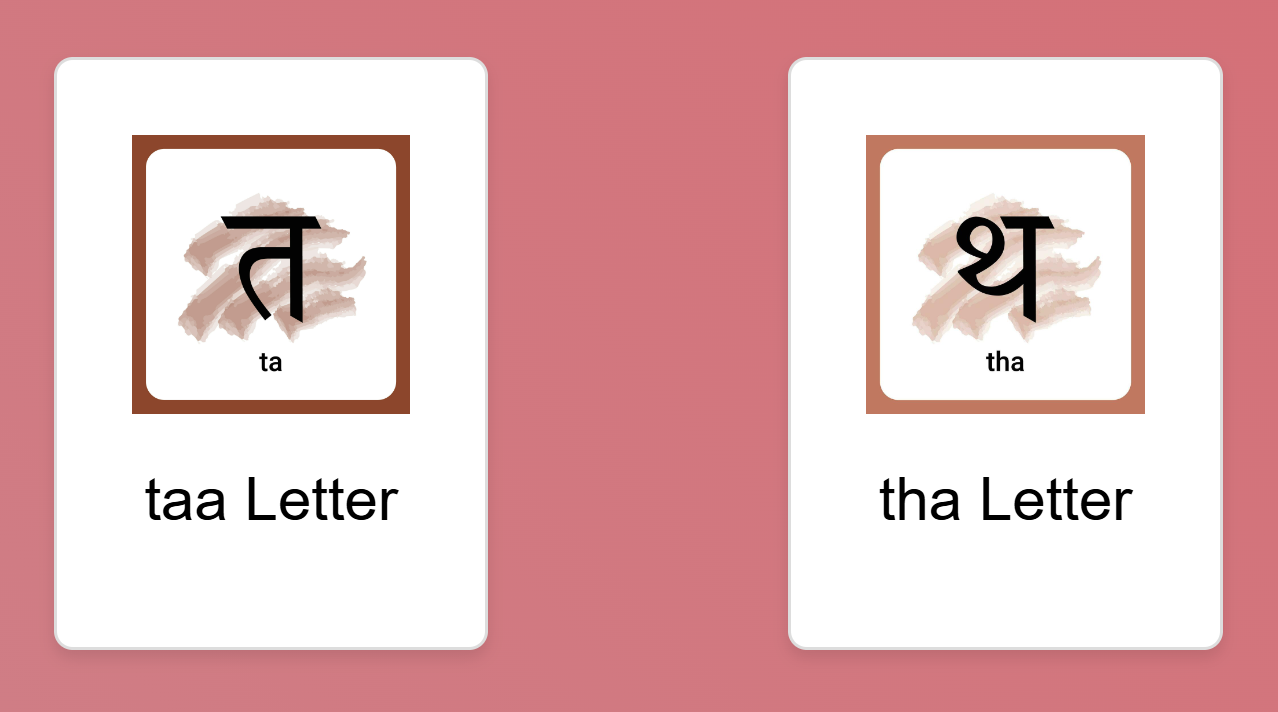 त
ta
taa Letter
थ
tha
tha Letter